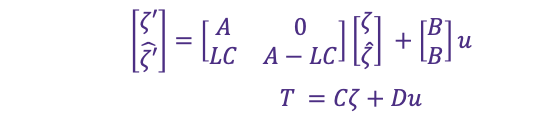 [ζ′ ζ̂′] = [A 0 LC A − LC] [ζ ζ̂] + [B B] u
T = Cζ + Du